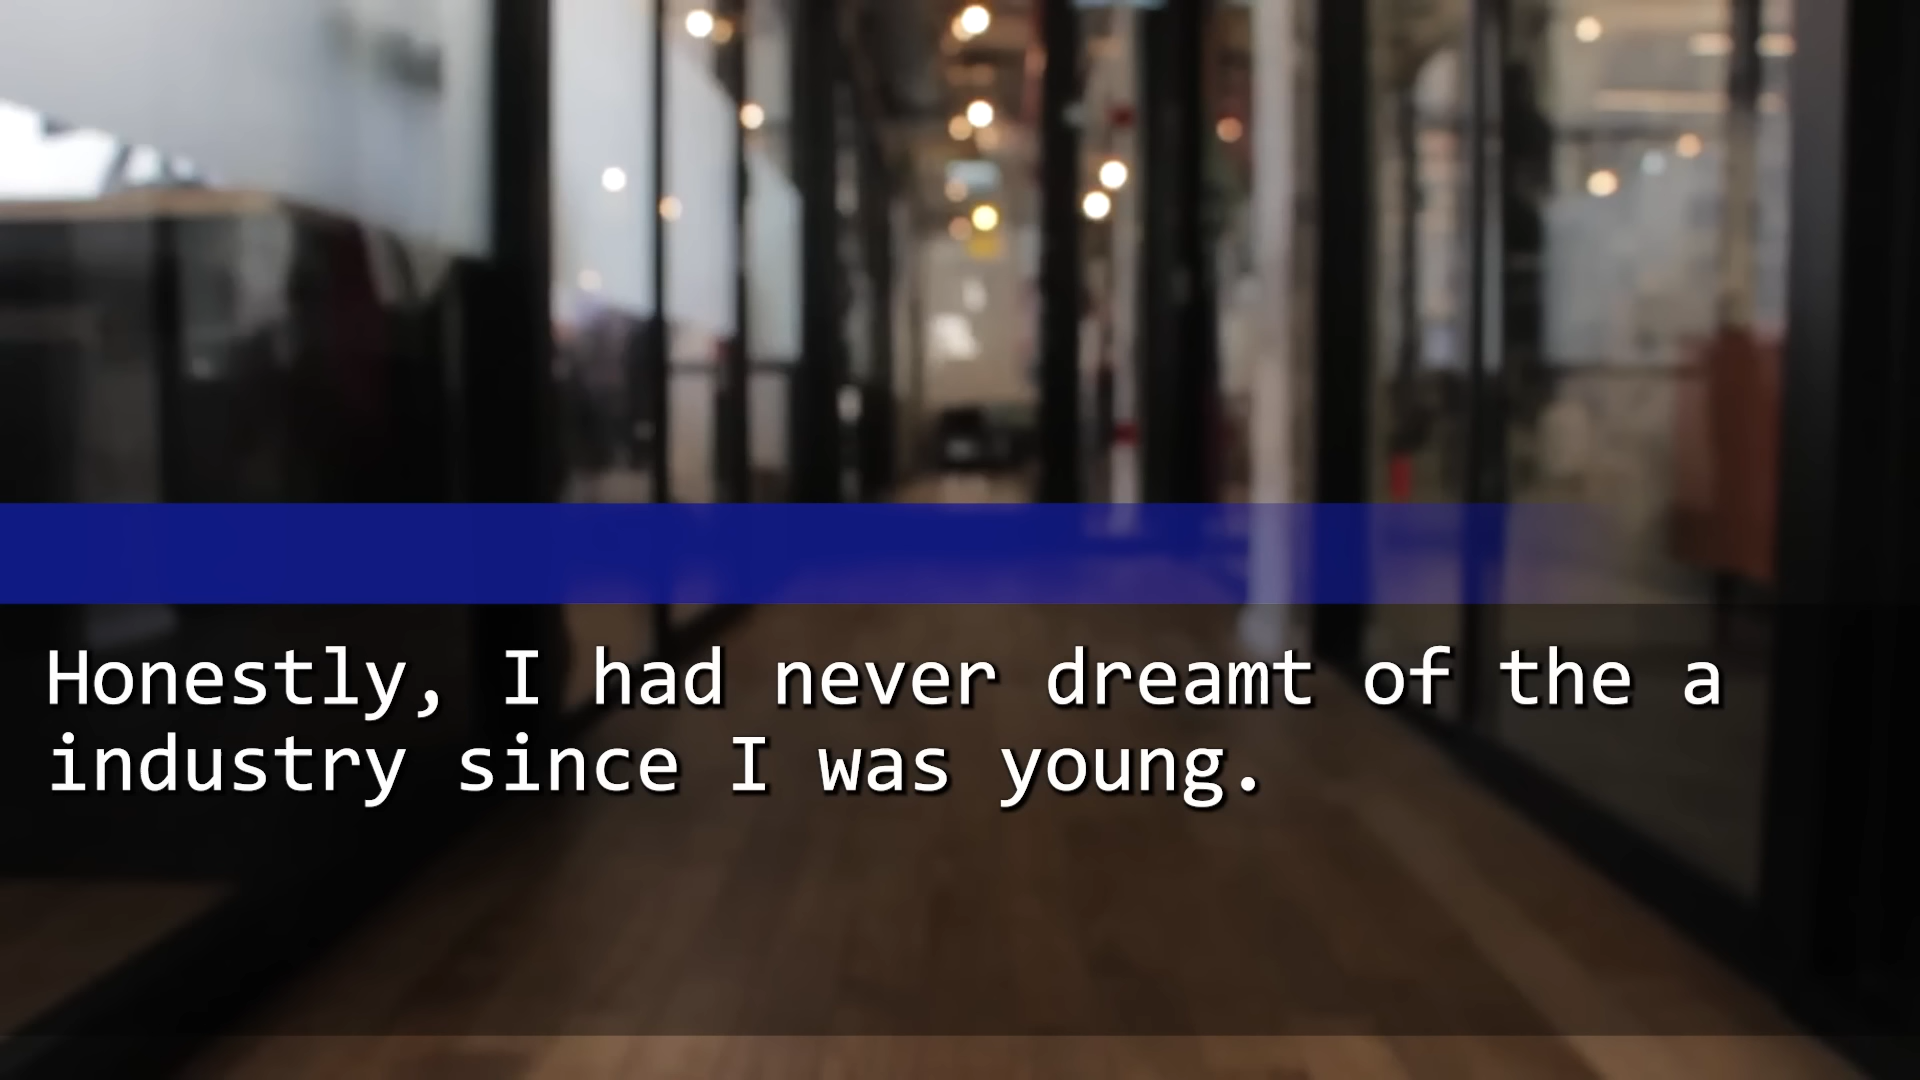 Honestly, I had never dreamt of the a
industry since I was young.